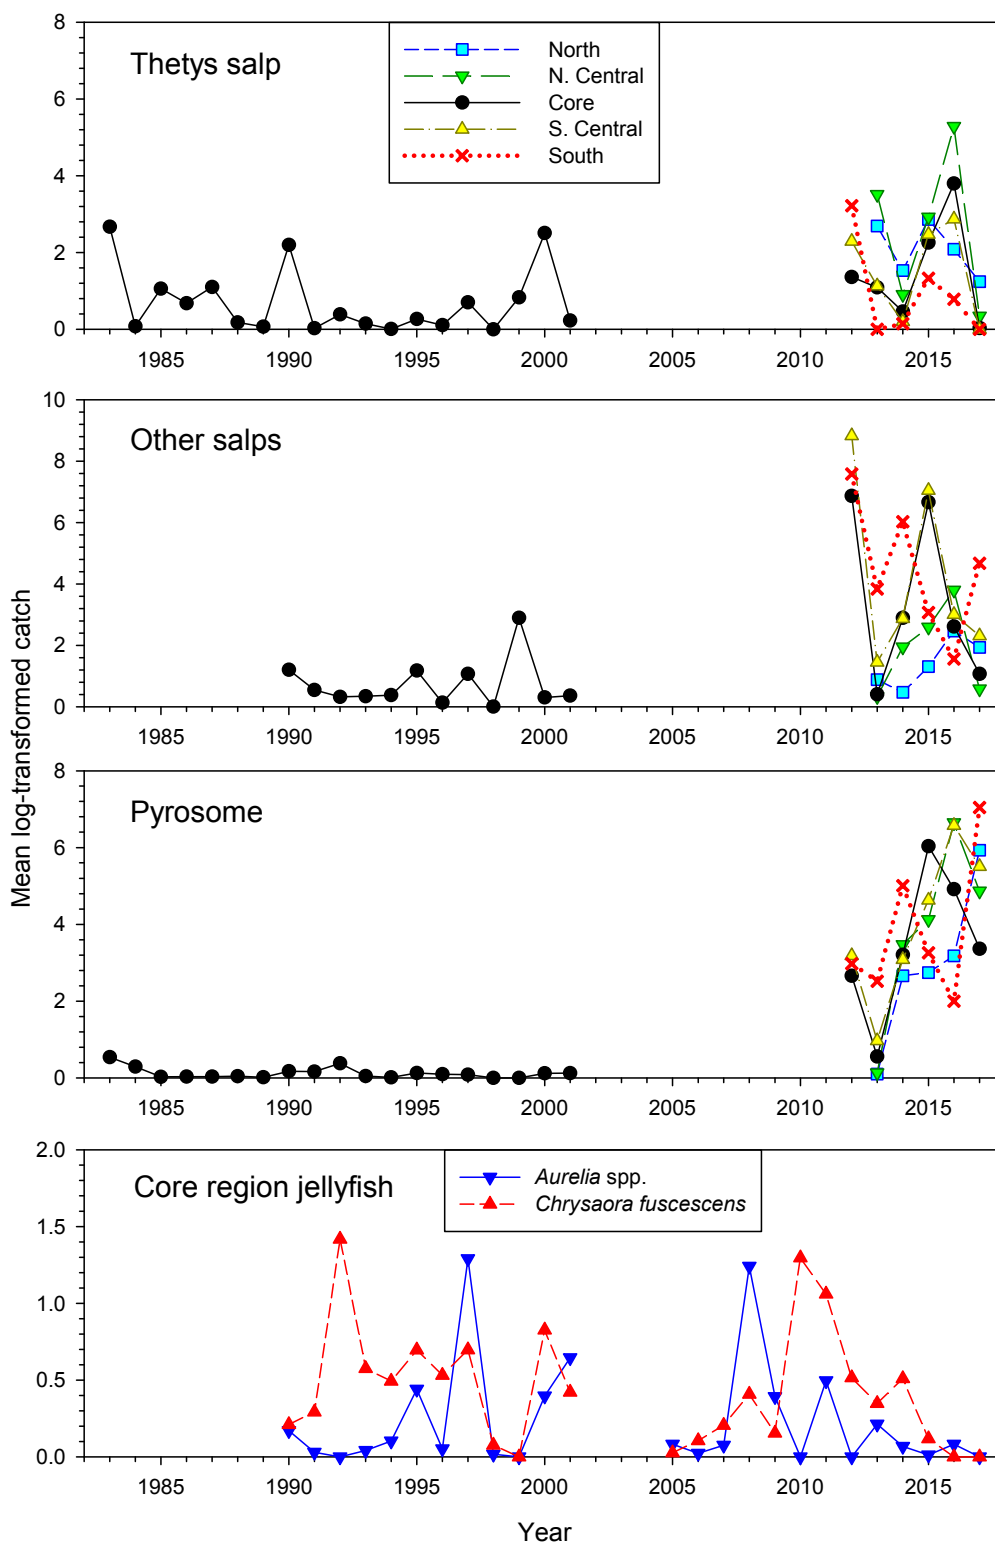 8
6
4
2
0
Thetys salp
North
N. Central
Core
S. Central
South
1985 1990 1995 2000 2005 2010 2015
10
8
6
4
2
0
Other salps
1985 1990 1995 2000 2005 2010 2015
Mean log-transformed catch
8
6
4
2
0
Pyrosome
1985 1990 1995 2000 2005 2010 2015
2.0
1.5
1.0
0.5
0.0
Core region jellyfish
Aurelia spp.
Chrysaora fuscescens
1985 1990 1995 2000 2005 2010 2015
Year